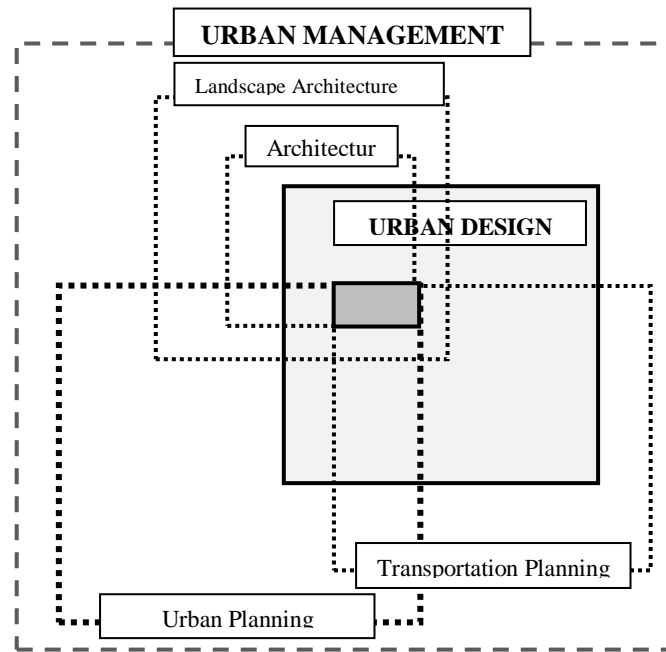 URBAN MANAGEMENT
Landscape Architecture
Architectur
URBAN DESIGN
Transportation Planning
Urban Planning